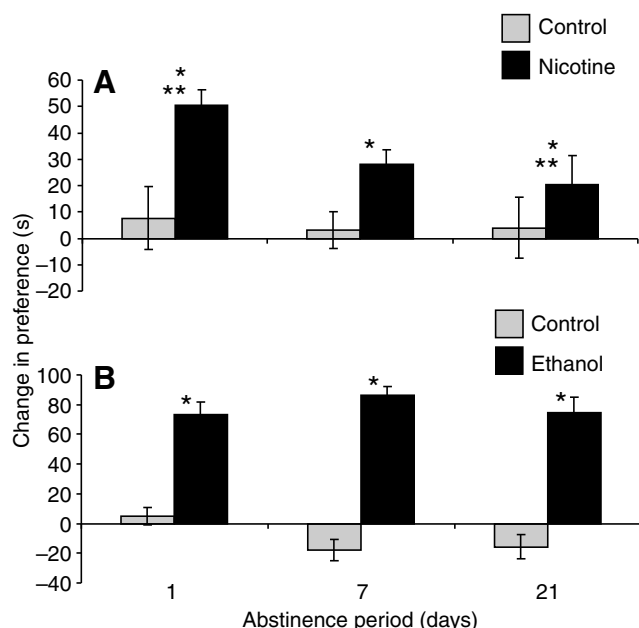 Control
Nicotine
A
*
**
*
*
**
60
50
40
30
20
10
0
−10
−20
Change in preference (s)
Control
Ethanol
B
*
*
*
100
80
60
40
20
0
−20
−40
1 7 21
Abstinence period (days)